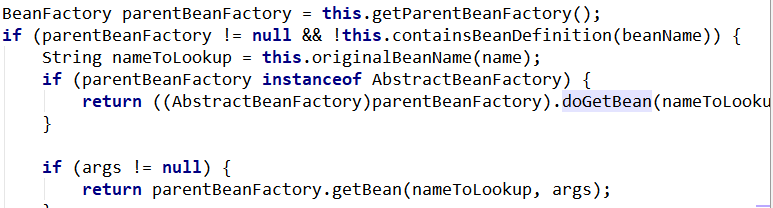 BeanFactory parentBeanFactory = this.getParentBeanFactory();
if (parentBeanFactory != null && !this.containsBeanDefinition(beanName)) {
    String nameToLookup = this.originalBeanName(name);
    if (parentBeanFactory instanceof AbstractBeanFactory) {
        return ((AbstractBeanFactory)parentBeanFactory).doGetBean(nameToLooku
    }
    if (args != null) {
        return parentBeanFactory.getBean(nameToLookup, args);